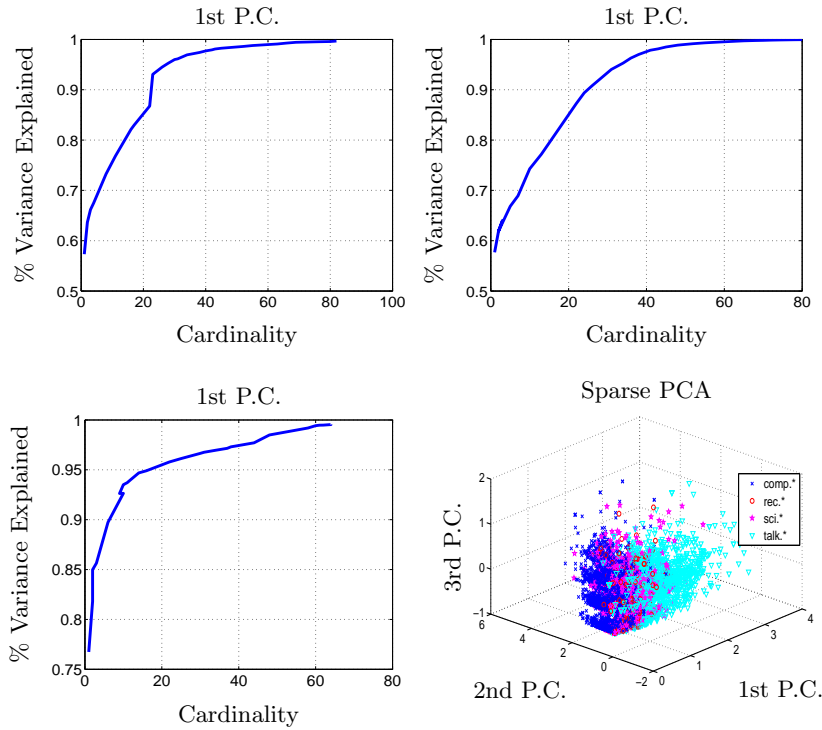 1st P.C.
% Variance Explained
1
0.9
0.8
0.7
0.6
0.5
0 20 40 60 80 100
Cardinality
1st P.C.
% Variance Explained
1
0.9
0.8
0.7
0.6
0.5
0 20 40 60 80
Cardinality
1st P.C.
% Variance Explained
1
0.95
0.9
0.85
0.8
0.75
0 20 40 60 80
Cardinality
Sparse PCA
3rd P.C.
2
1
0
−1
6 4 2 0 −2
2nd P.C.
0 1 2 3 4
1st P.C.
comp.*
rec.*
sci.*
talk.*